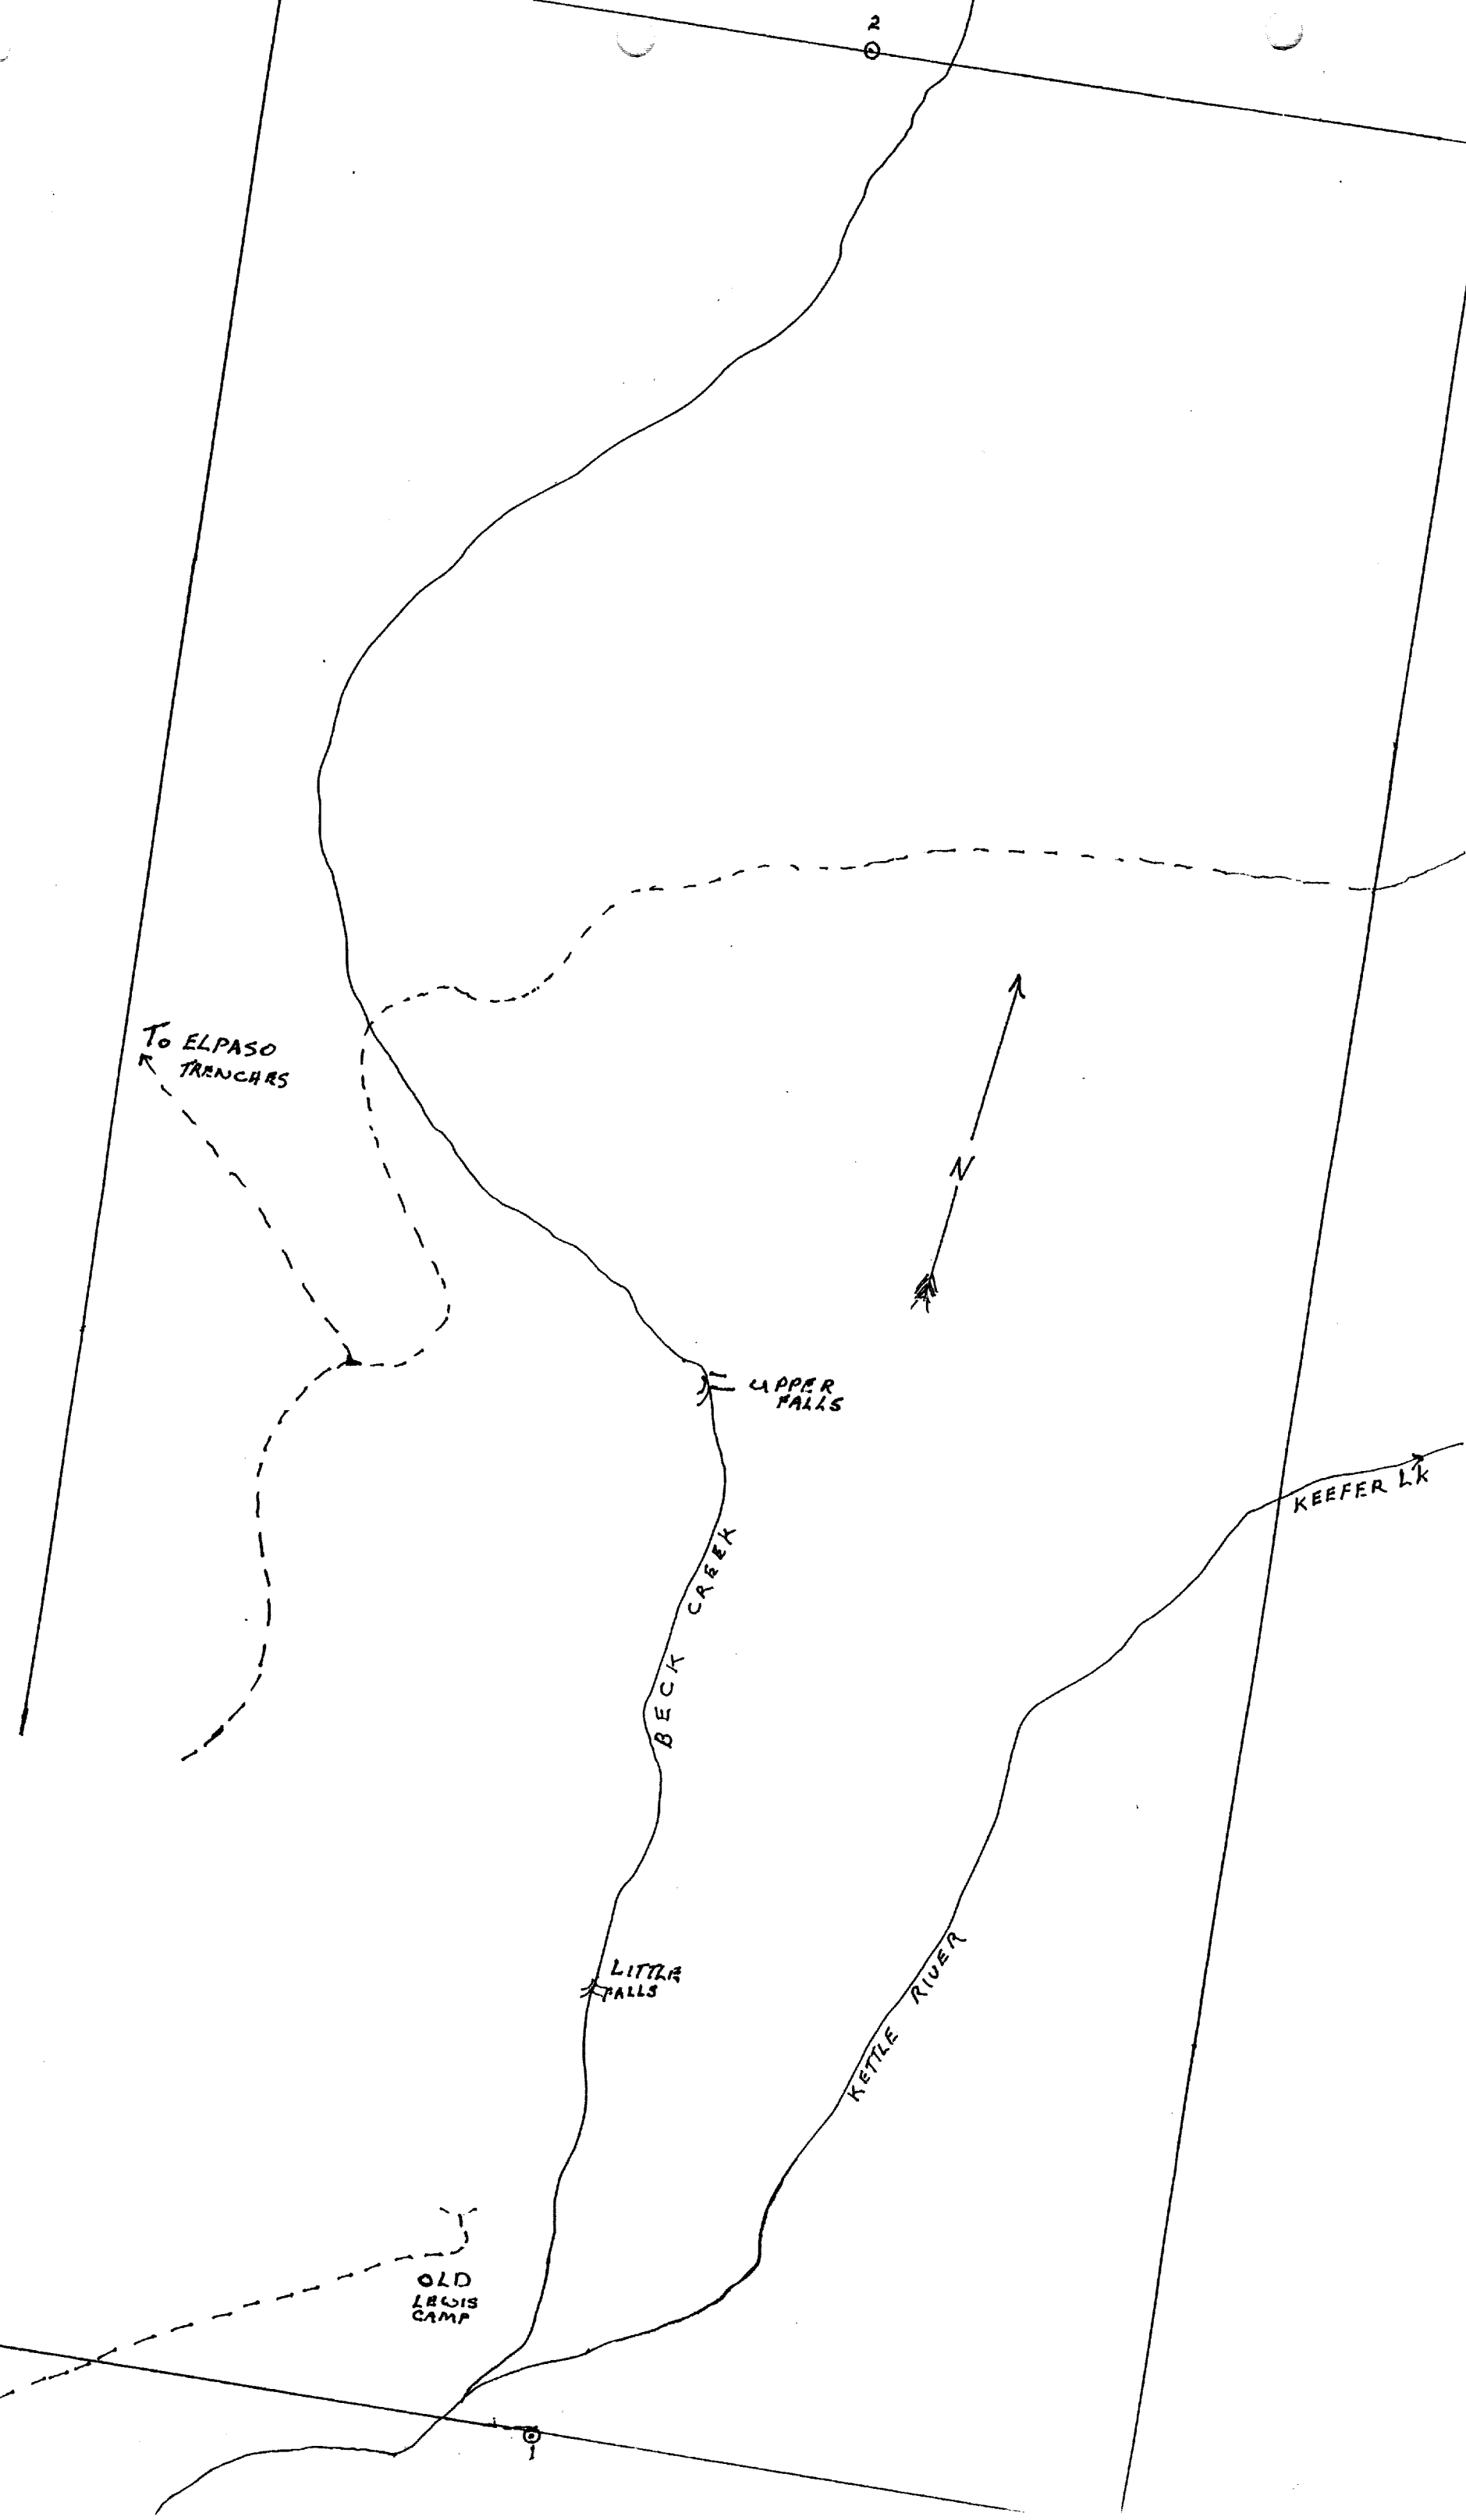 2
To ELPASO
TRENCHES
N
UPPER
FALLS
KEEFER LK
BECK CREEK
LITTLE
FALLS
KETTLE RIVER
OLD
LEWIS
CAMP
1